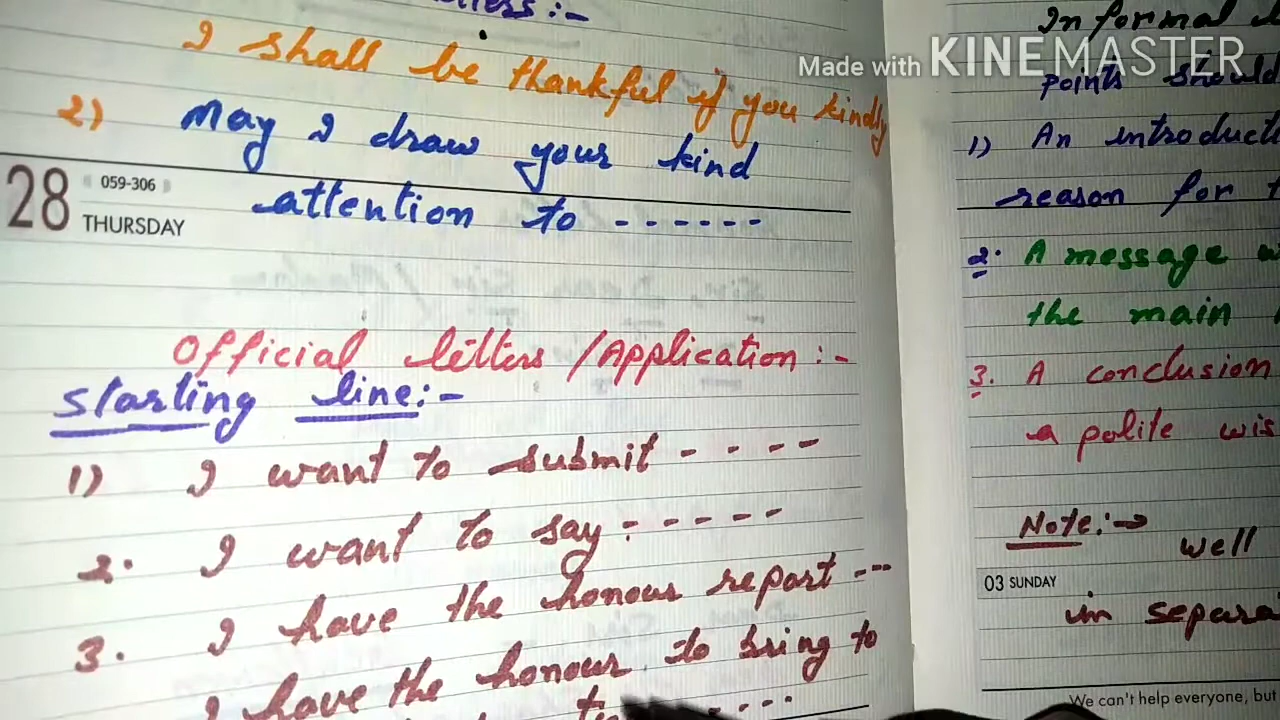 I shall be thankful if you kindly
2) May I draw your kind
28 059-306
THURSDAY
attention to ------
Official letters /Application:-
starting line:-
1) I want to submit ----
2. I want to say:-----
3. I have the honour report ---
I have the honour to bring to
In formal
points should
1) An introduct
reason for
2. A message
the main
3. A conclusion
a polite wis
Note:→
well
03 SUNDAY
in separa
We can't help everyone, but
Made with KINEMASTER